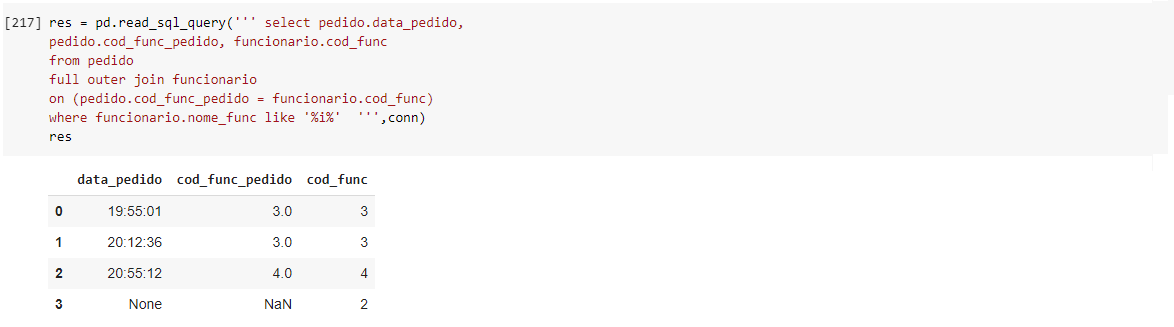 [217] res = pd.read_sql_query(''' select pedido.data_pedido,
pedido.cod_func_pedido, funcionario.cod_func
from pedido
full outer join funcionario
on (pedido.cod_func_pedido = funcionario.cod_func)
where funcionario.nome_func like '%i%'  ''',conn)
res
data_pedido cod_func_pedido cod_func
0 19:55:01 3.0 3
1 20:12:36 3.0 3
2 20:55:12 4.0 4
3 None NaN 2